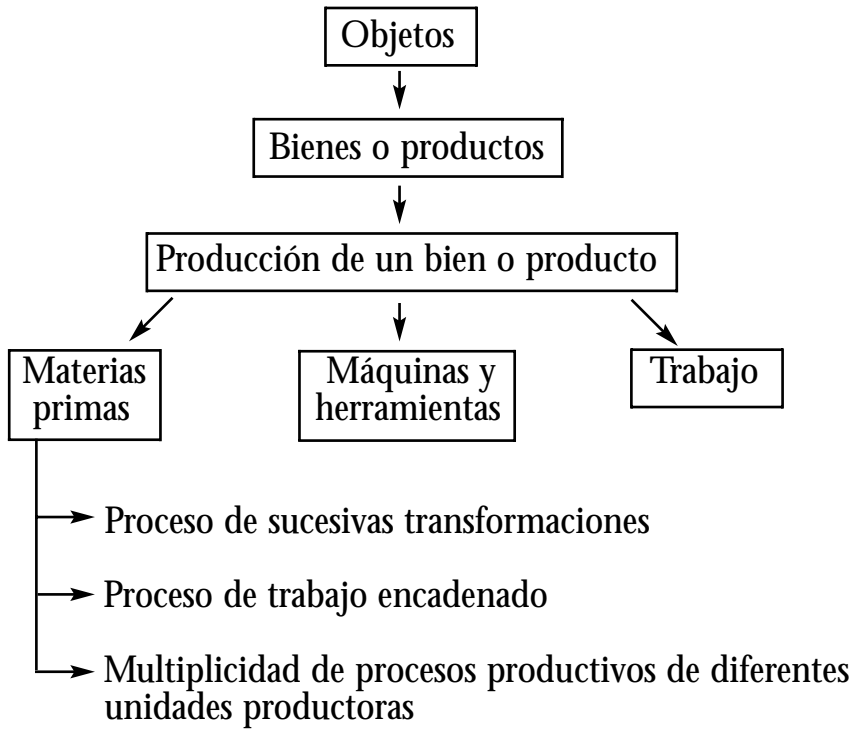 Objetos
Bienes o productos
Producción de un bien o producto
Materias
primas
Máquinas y
herramientas
Trabajo
Proceso de sucesivas transformaciones
Proceso de trabajo encadenado
Multiplicidad de procesos productivos de diferentes
unidades productoras